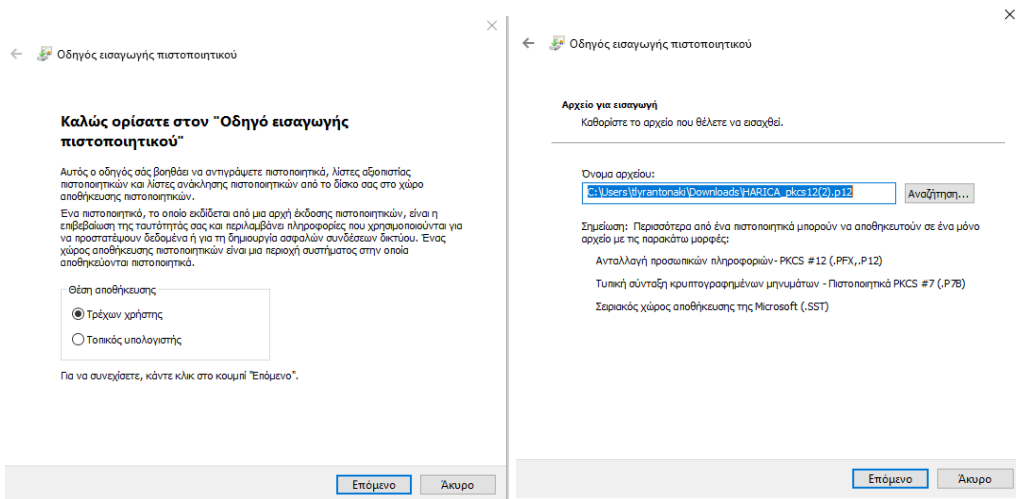 Οδηγός εισαγωγής πιστοποιητικού
Καλώς ορίσατε στον "Οδηγό εισαγωγής
πιστοποιητικού"
Αυτός ο οδηγός σάς βοηθάει να αντιγράψετε πιστοποιητικά, λίστες αξιοπιστίας
πιστοποιητικών και λίστες ανάκλησης πιστοποιητικών από το δίσκο σας στο χώρο
αποθήκευσης πιστοποιητικών.
Ένα πιστοποιητικό, το οποίο εκδίδεται από μια αρχή έκδοσης πιστοποιητικών, είναι η
επιβεβαίωση της ταυτότητάς σας και περιλαμβάνει πληροφορίες που χρησιμοποιούνται για
να προστατέψουν δεδομένα ή για τη δημιουργία ασφαλών συνδέσεων δικτύου. Ένας
χώρος αποθήκευσης πιστοποιητικών είναι μια περιοχή συστήματος στην οποία
αποθηκεύονται πιστοποιητικά.
Θέση αποθήκευσης
Τρέχων χρήστης
Τοπικός υπολογιστής
Για να συνεχίσετε, κάντε κλικ στο κουμπί "Επόμενο".
Επόμενο
Άκυρο
Οδηγός εισαγωγής πιστοποιητικού
Αρχείο για εισαγωγή
Καθορίστε το αρχείο που θέλετε να εισαχθεί.
Όνομα αρχείου:
C:\Users\tlyrantonaki\Downloads\HARICA_pkcs12(2).p12
Αναζήτηση...
Σημείωση: Περισσότερα από ένα πιστοποιητικά μπορούν να αποθηκευτούν σε ένα μόνο
αρχείο με τις παρακάτω μορφές:
Ανταλλαγή προσωπικών πληροφοριών- PKCS #12 (.PFX,.P12)
Τυπική σύνταξη κρυπτογραφημένων μηνυμάτων - Πιστοποιητικά PKCS #7 (.P7B)
Σειριακός χώρος αποθήκευσης της Microsoft (.SST)
Επόμενο
Άκυρο